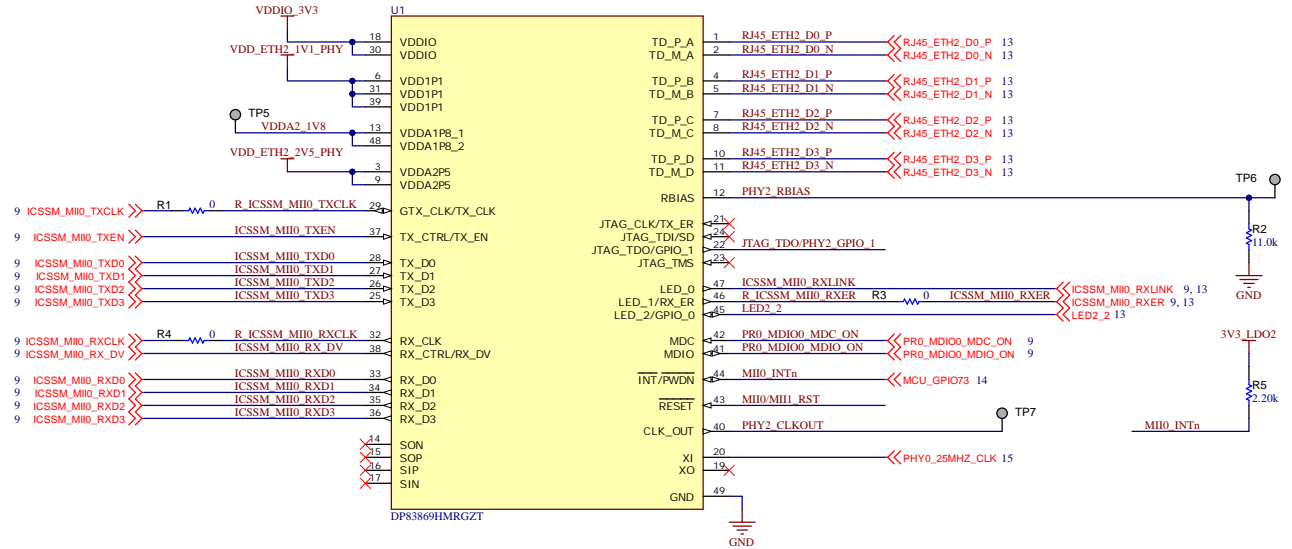 VDDIO_3V3
U1
18 VDDIO
30 VDDIO
VDD_ETH2_1V1_PHY
6 VDD1P1
31 VDD1P1
39 VDD1P1
TP5
VDDA2_1V8
13 VDDA1P8_1
48 VDDA1P8_2
VDD_ETH2_2V5_PHY
3 VDDA2P5
9 VDDA2P5
9 ICSSM_MII0_TXCLK R1 0 R_ICSSM_MII0_TXCLK 29 GTX_CLK/TX_CLK
9 ICSSM_MII0_TXEN ICSSM_MII0_TXEN 37 TX_CTRL/TX_EN
9 ICSSM_MII0_TXD0 ICSSM_MII0_TXD0 28 TX_D0
9 ICSSM_MII0_TXD1 ICSSM_MII0_TXD1 27 TX_D1
9 ICSSM_MII0_TXD2 ICSSM_MII0_TXD2 26 TX_D2
9 ICSSM_MII0_TXD3 ICSSM_MII0_TXD3 25 TX_D3
9 ICSSM_MII0_RXCLK R4 0 R_ICSSM_MII0_RXCLK 32 RX_CLK
9 ICSSM_MII0_RX_DV ICSSM_MII0_RX_DV 38 RX_CTRL/RX_DV
9 ICSSM_MII0_RXD0 ICSSM_MII0_RXD0 33 RX_D0
9 ICSSM_MII0_RXD1 ICSSM_MII0_RXD1 34 RX_D1
9 ICSSM_MII0_RXD2 ICSSM_MII0_RXD2 35 RX_D2
9 ICSSM_MII0_RXD3 ICSSM_MII0_RXD3 36 RX_D3
14 SON
15 SOP
16 SIP
17 SIN
DP83869HMRGZT
TD_P_A 1 RJ45_ETH2_D0_P RJ45_ETH2_D0_P 13
TD_M_A 2 RJ45_ETH2_D0_N RJ45_ETH2_D0_N 13
TD_P_B 4 RJ45_ETH2_D1_P RJ45_ETH2_D1_P 13
TD_M_B 5 RJ45_ETH2_D1_N RJ45_ETH2_D1_N 13
TD_P_C 7 RJ45_ETH2_D2_P RJ45_ETH2_D2_P 13
TD_M_C 8 RJ45_ETH2_D2_N RJ45_ETH2_D2_N 13
TD_P_D 10 RJ45_ETH2_D3_P RJ45_ETH2_D3_P 13
TD_M_D 11 RJ45_ETH2_D3_N RJ45_ETH2_D3_N 13
RBIAS 12 PHY2_RBIAS
TP6
R2
11.0k
GND
JTAG_CLK/TX_ER 21
JTAG_TDI/SD 24
JTAG_TDO/GPIO_1 22 JTAG_TDO/PHY2_GPIO_1
JTAG_TMS 23
LED_0 47 ICSSM_MII0_RXLINK ICSSM_MII0_RXLINK 9, 13
LED_1/RX_ER 46 R_ICSSM_MII0_RXER R3 0 ICSSM_MII0_RXER ICSSM_MII0_RXER 9, 13
LED_2/GPIO_0 45 LED2_2 LED2_2 13
MDC 42 PR0_MDIO0_MDC_ON PR0_MDIO0_MDC_ON 9
MDIO 41 PR0_MDIO0_MDIO_ON PR0_MDIO0_MDIO_ON 9
INT/PWDN 44 MII0_INTn MCU_GPIO73 14
RESET 43 MII0/MII1_RST
CLK_OUT 40 PHY2_CLKOUT
TP7
XI 20 PHY0_25MHZ_CLK 15
XO 19
GND 49
GND
3V3_LDO2
R5
2.20k
MII0_INTn